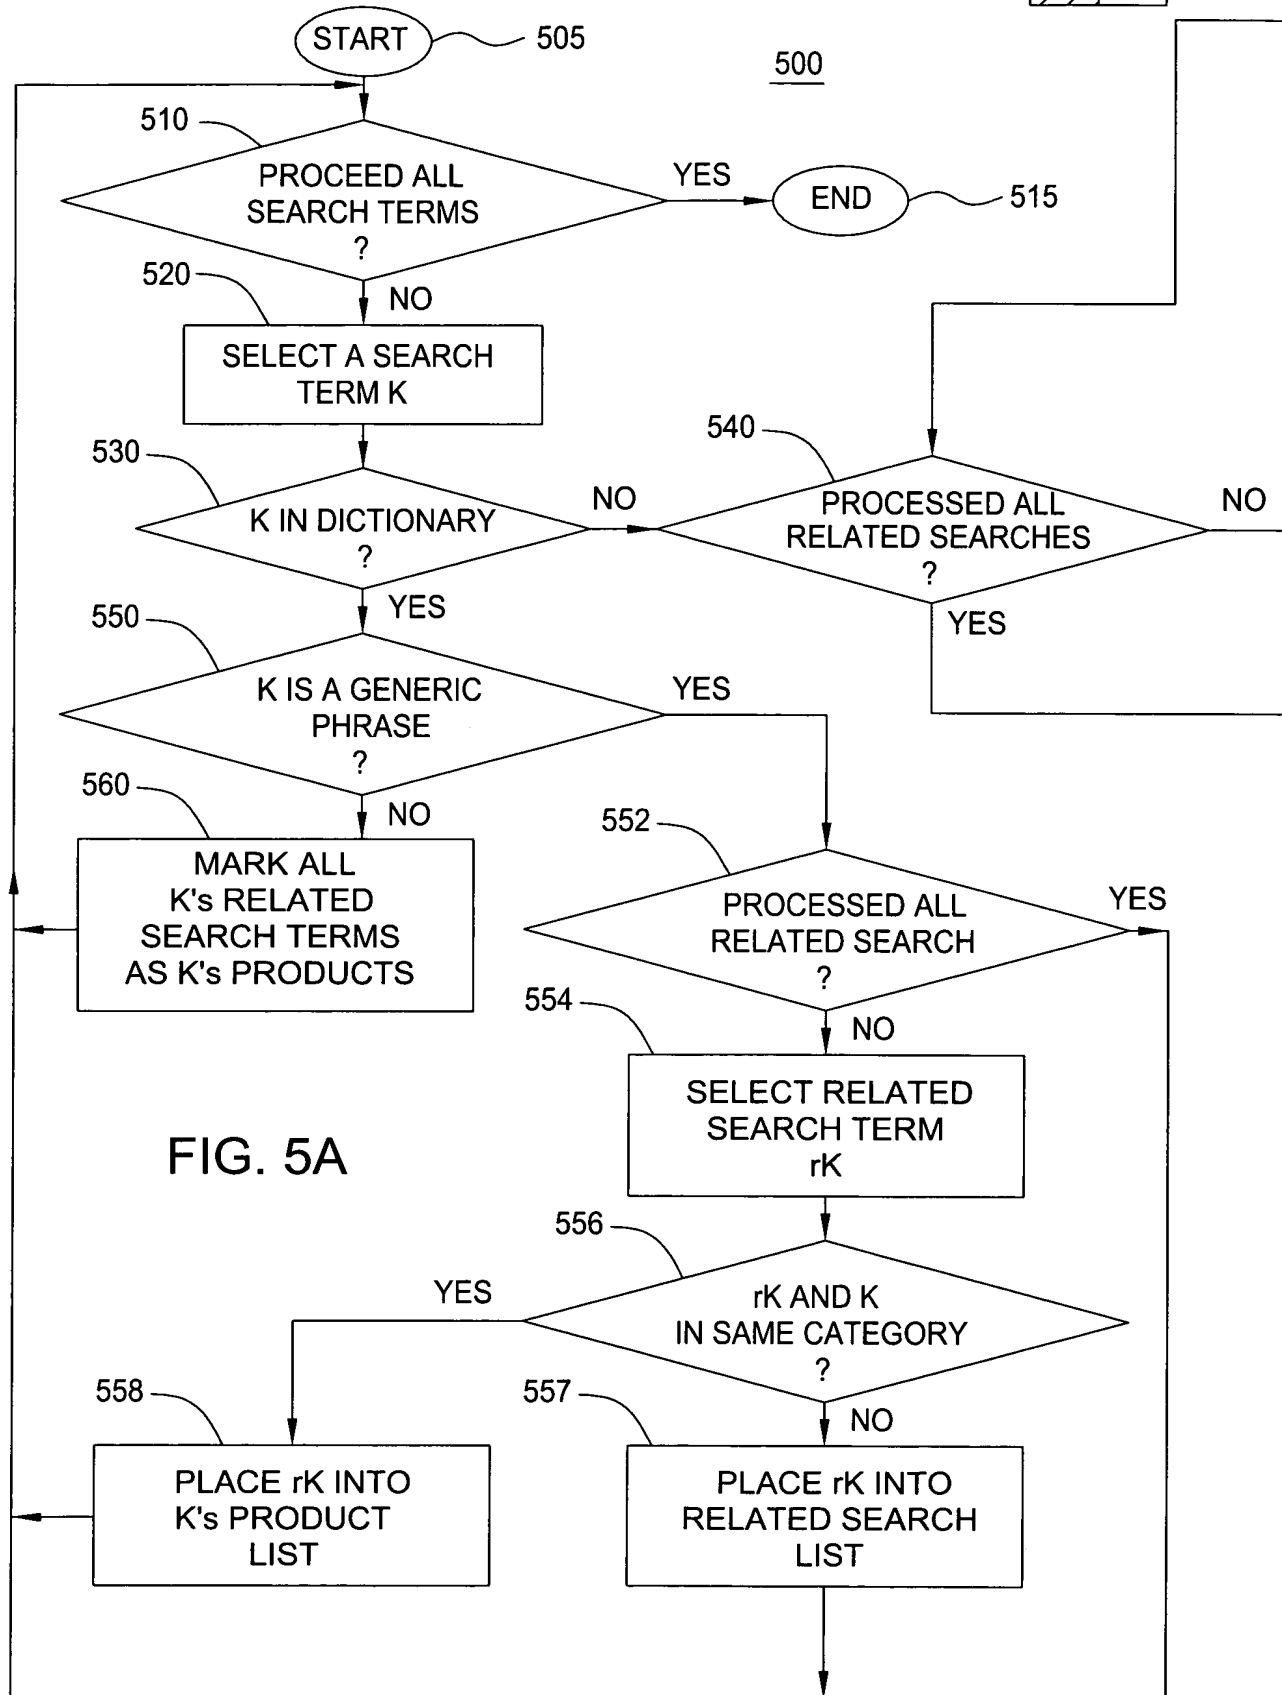 START
505
500
510
PROCEED ALL
SEARCH TERMS
?
YES
END
515
520
NO
SELECT A SEARCH
TERM K
530
K IN DICTIONARY
?
NO
540
PROCESSED ALL
RELATED SEARCHES
?
NO
YES
YES
550
K IS A GENERIC
PHRASE
?
YES
560
NO
MARK ALL
K's RELATED
SEARCH TERMS
AS K's PRODUCTS
552
PROCESSED ALL
RELATED SEARCH
?
YES
554
NO
SELECT RELATED
SEARCH TERM
rK
FIG. 5A
556
rK AND K
IN SAME CATEGORY
?
YES
558
PLACE rK INTO
K's PRODUCT
LIST
557
NO
PLACE rK INTO
RELATED SEARCH
LIST